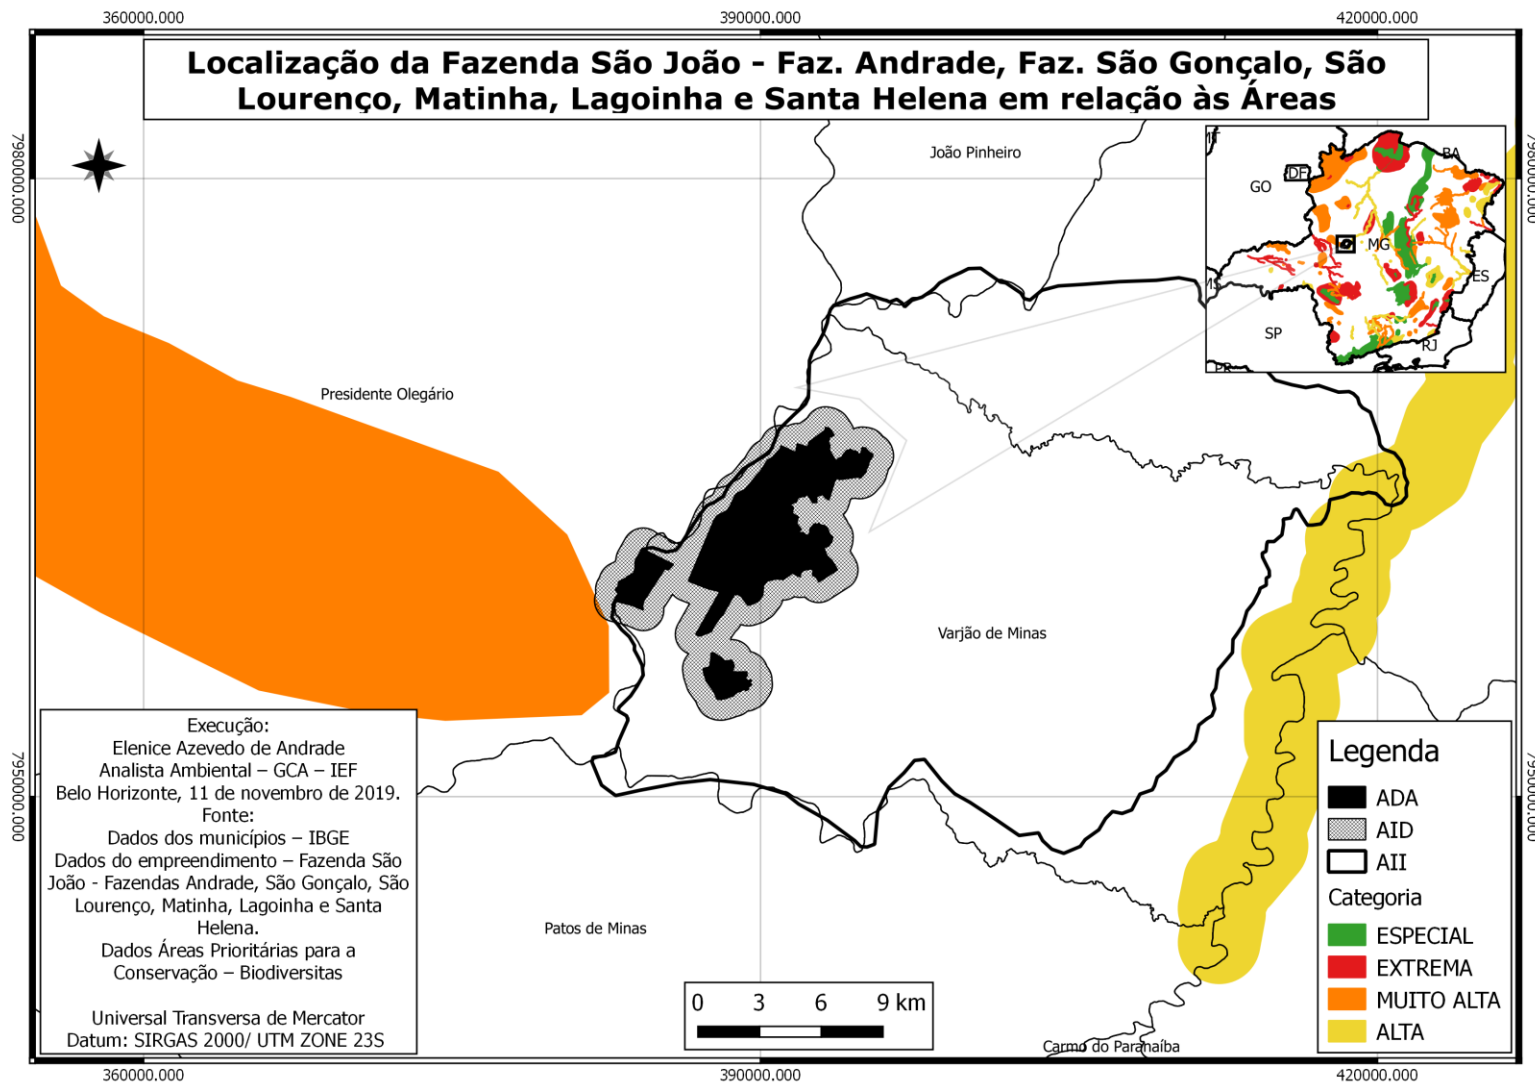 360000.000
390000.000
420000.000
Localização da Fazenda São João - Faz. Andrade, Faz. São Gonçalo, São
Lourenço, Matinha, Lagoinha e Santa Helena em relação às Áreas
7980000.000
7980000.000
João Pinheiro
BA
DF
GO
MG
ES
SP
RJ
Presidente Olegário
Varjão de Minas
Execução:
Elenice Azevedo de Andrade
Analista Ambiental – GCA – IEF
Belo Horizonte, 11 de novembro de 2019.
Fonte:
Dados dos municípios – IBGE
Dados do empreendimento – Fazenda São
João - Fazendas Andrade, São Gonçalo, São
Lourenço, Matinha, Lagoinha e Santa
Helena.
Dados Áreas Prioritárias para a
Conservação – Biodiversitas
Universal Transversa de Mercator
Datum: SIRGAS 2000/ UTM ZONE 23S
7950000.000
7950000.000
Patos de Minas
0 3 6 9 km
Carmo do Paranaíba
Legenda
ADA
AID
AII
Categoria
ESPECIAL
EXTREMA
MUITO ALTA
ALTA
360000.000
390000.000
420000.000